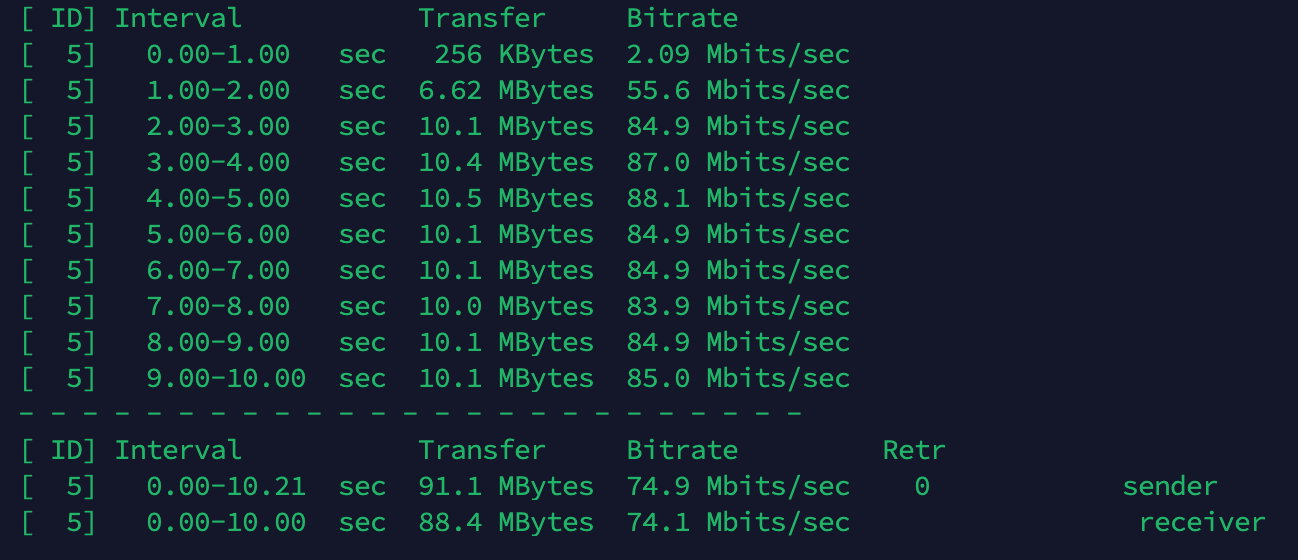 [ ID] Interval           Transfer     Bitrate
[  5]   0.00-1.00   sec   256 KBytes  2.09 Mbits/sec
[  5]   1.00-2.00   sec  6.62 MBytes  55.6 Mbits/sec
[  5]   2.00-3.00   sec  10.1 MBytes  84.9 Mbits/sec
[  5]   3.00-4.00   sec  10.4 MBytes  87.0 Mbits/sec
[  5]   4.00-5.00   sec  10.5 MBytes  88.1 Mbits/sec
[  5]   5.00-6.00   sec  10.1 MBytes  84.9 Mbits/sec
[  5]   6.00-7.00   sec  10.1 MBytes  84.9 Mbits/sec
[  5]   7.00-8.00   sec  10.0 MBytes  83.9 Mbits/sec
[  5]   8.00-9.00   sec  10.1 MBytes  84.9 Mbits/sec
[  5]   9.00-10.00  sec  10.1 MBytes  85.0 Mbits/sec
- - - - - - - - - - - - - - - - - - - - - - - - -
[ ID] Interval           Transfer     Bitrate         Retr
[  5]   0.00-10.21  sec  91.1 MBytes  74.9 Mbits/sec    0            sender
[  5]   0.00-10.00  sec  88.4 MBytes  74.1 Mbits/sec                  receiver